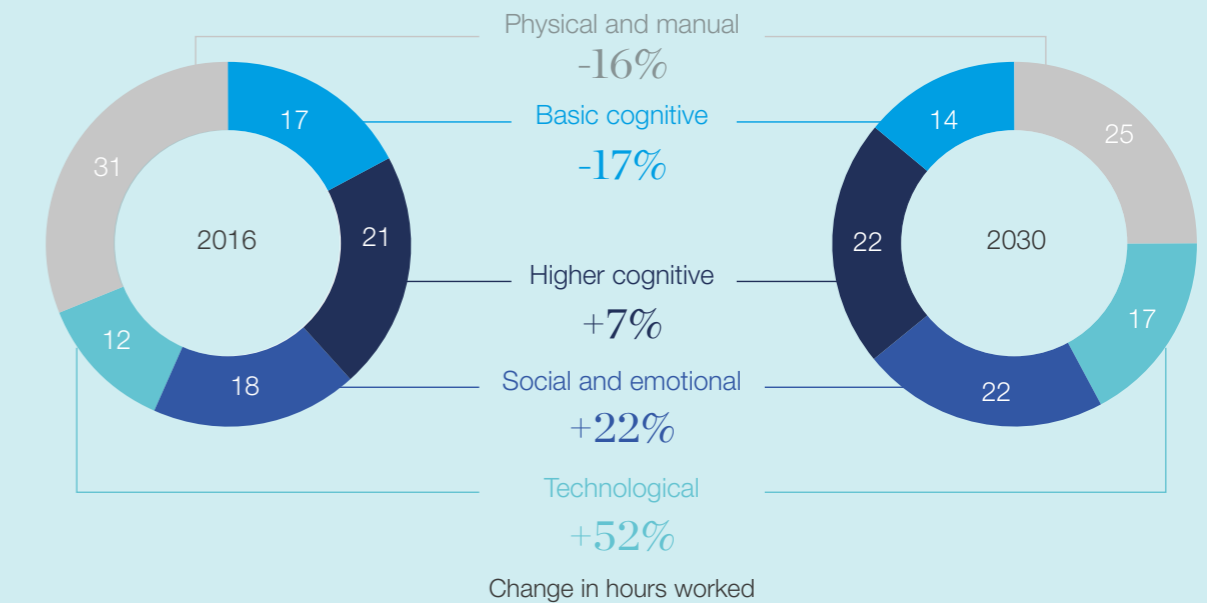 Physical and manual
-16%
Basic cognitive
-17%
Higher cognitive
+7%
Social and emotional
+22%
Technological
+52%
Change in hours worked
17
21
18
12
31
2016
25
17
22
22
14
2030